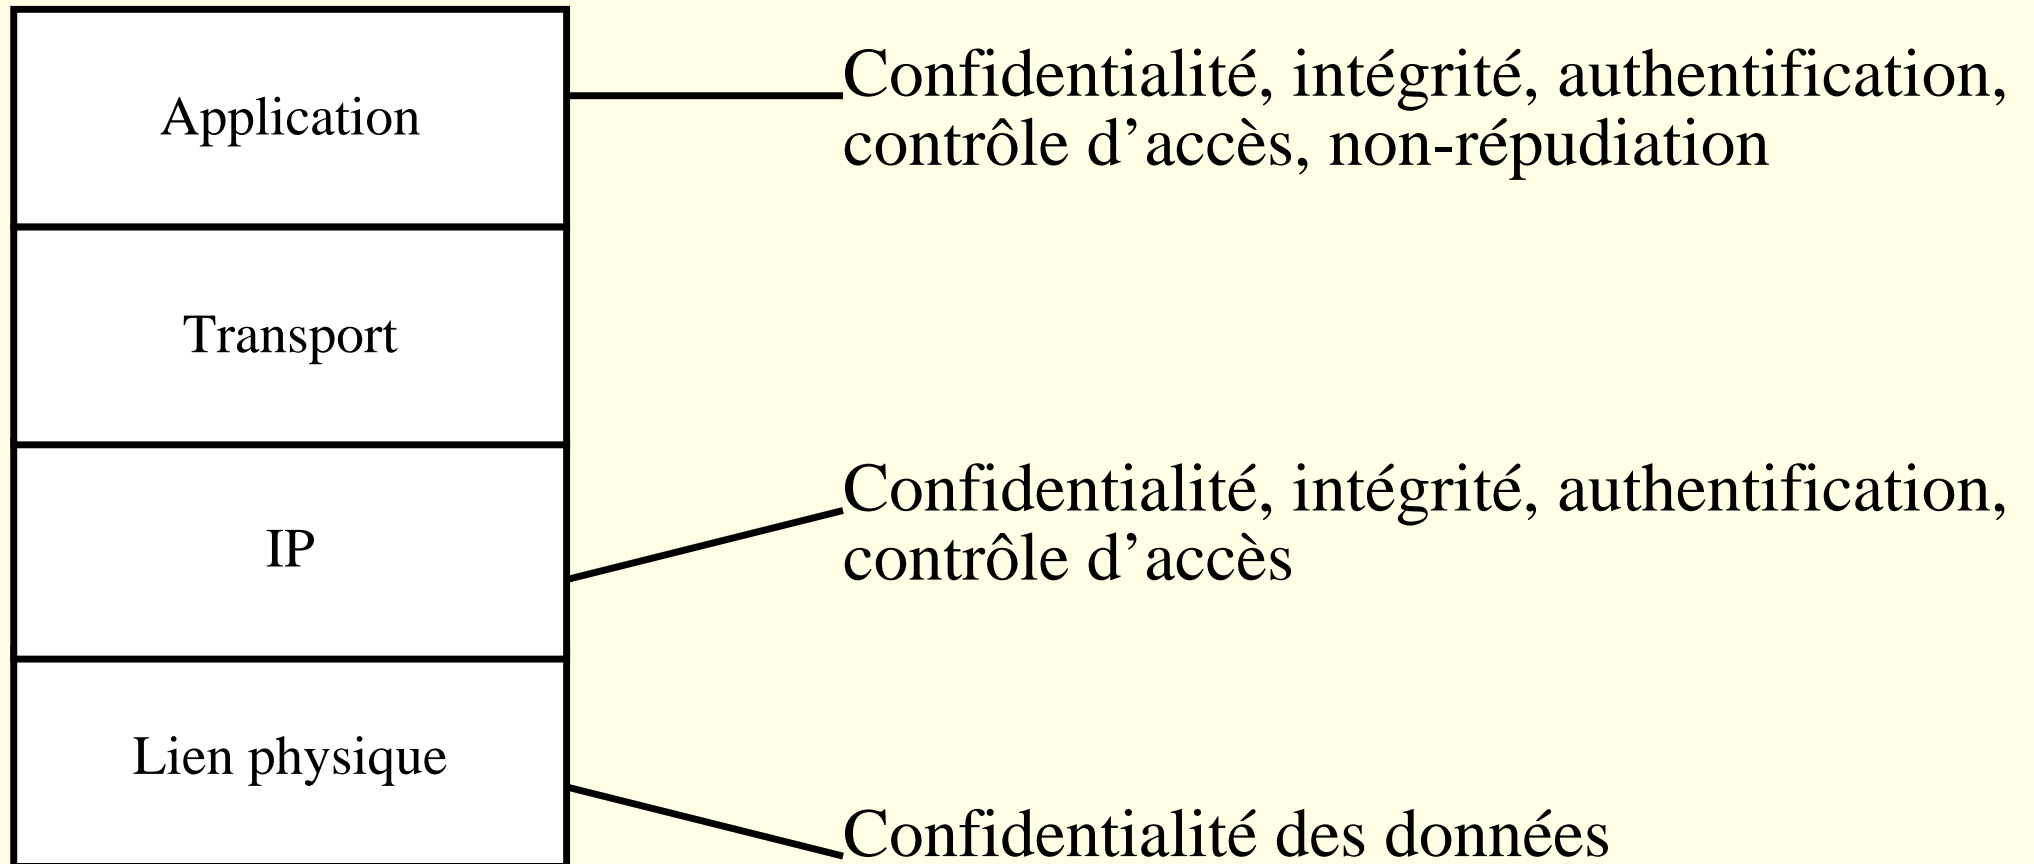 Application
Confidentialité, intégrité, authentification,
contrôle d’accès, non-répudiation
Transport
IP
Confidentialité, intégrité, authentification,
contrôle d’accès
Lien physique
Confidentialité des données